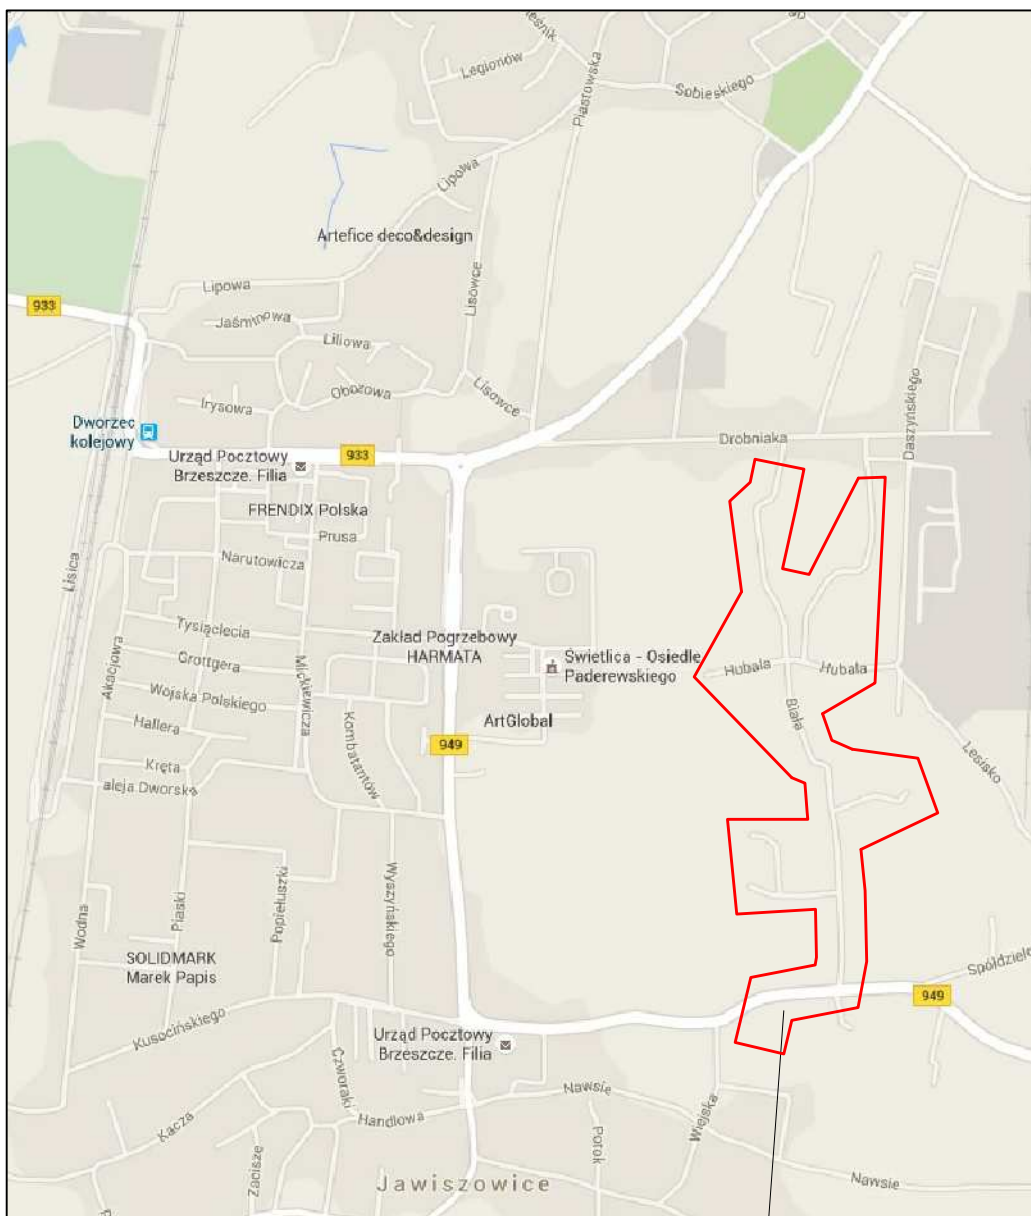 Legionów
Piastowska
Sobieskiego
Lipowa
Artefice deco&design
Lisowce
Lipowa
933
Jaśminowa
Liliowa
Lisowce
Obozowa
Irysowa
Daszyńskiego
Dworzec
kolejowy
Drobniaka
Urząd Pocztowy
Brzeszcze. Filia
933
FRENDIX Polska
Prusa
Narutowicza
Lisica
Tysiąclecia
Zakład Pogrzebowy
HARMATA
Świetlica - Osiedle
Paderewskiego
Hubala
Hubala
Grottgera
Akacjowa
Mickiewicza
Wojska Polskiego
Biała
Hallera
Kombatantów
ArtGlobal
949
Lesisko
Kręta
aleja Dworska
Wyszyńskiego
Popiełuszki
Piaski
Wodna
SOLIDMARK
Marek Papis
Spółdziele
949
Kusocińskiego
Urząd Pocztowy
Brzeszcze. Filia
Czworaki
Nawsie
Kacza
Handlowa
Wiejska
Potok
Zacisze
Jawiszowice
Nawsie